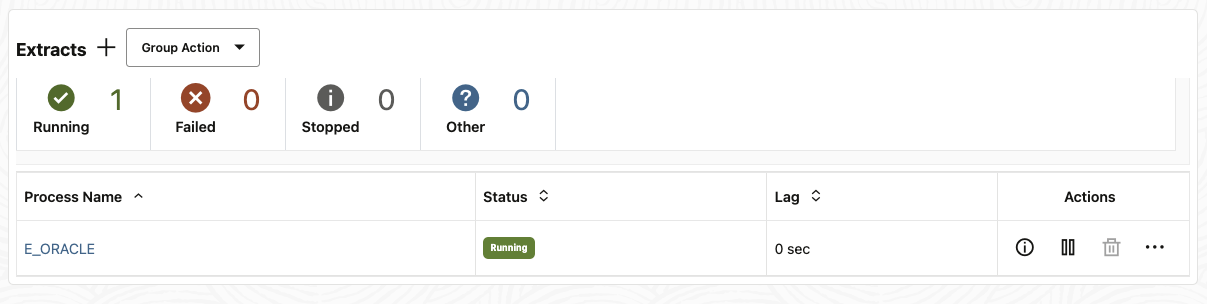 Extracts
Group Action
1
Running
0
Failed
0
Stopped
0
Other
Process Name Status Lag Actions
E_ORACLE Running 0 sec